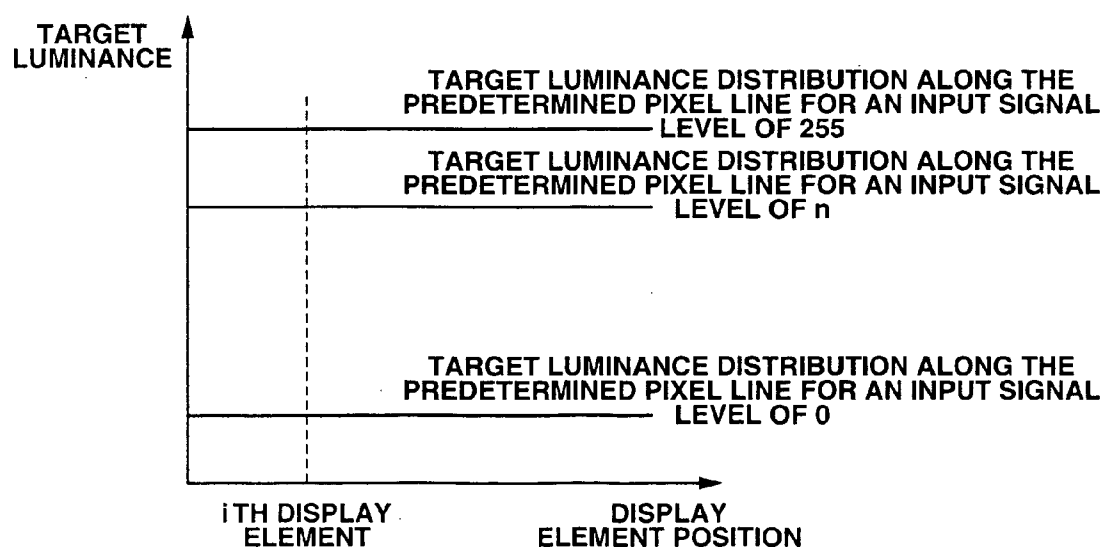 TARGET
LUMINANCE
TARGET LUMINANCE DISTRIBUTION ALONG THE
PREDETERMINED PIXEL LINE FOR AN INPUT SIGNAL
LEVEL OF 255
TARGET LUMINANCE DISTRIBUTION ALONG THE
PREDETERMINED PIXEL LINE FOR AN INPUT SIGNAL
LEVEL OF n
TARGET LUMINANCE DISTRIBUTION ALONG THE
PREDETERMINED PIXEL LINE FOR AN INPUT SIGNAL
LEVEL OF 0
iTH DISPLAY
ELEMENT
DISPLAY
ELEMENT POSITION